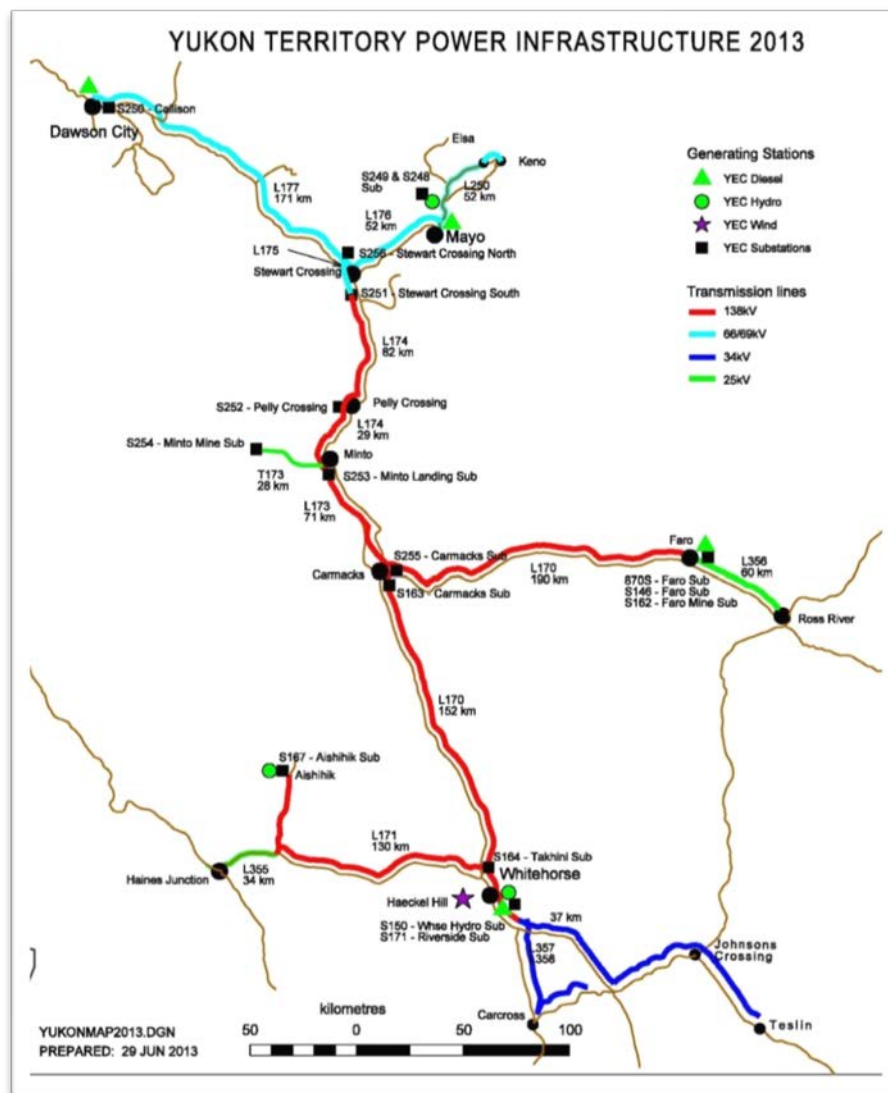 YUKON TERRITORY POWER INFRASTRUCTURE 2013
S250 - Callison
Dawson City
Elsa
Keno
S249 & S248
Sub
L250
52 km
L177
171 km
L176
52 km
Mayo
L175
S256 - Stewart Crossing North
Stewart Crossing
S251 - Stewart Crossing South
Generating Stations
YEC Diesel
YEC Hydro
YEC Wind
YEC Substations
Transmission lines
138kV
66/69kV
34kV
25kV
L174
82 km
S252 - Pelly Crossing
Pelly Crossing
L174
29 km
S254 - Minto Mine Sub
Minto
T173
28 km
S253 - Minto Landing Sub
L173
71 km
S255 - Carmacks Sub
Carmacks
S163 - Carmacks Sub
L170
190 km
Faro
L356
60 km
870S - Faro Sub
S146 - Faro Sub
S162 - Faro Mine Sub
Ross River
L170
152 km
S167 - Aishihik Sub
Aishihik
L171
130 km
L355
34 km
Haines Junction
S164 - Takhini Sub
Whitehorse
Haeckel Hill
S150 - Whse Hydro Sub
S171 - Riverside Sub
37 km
L357
358
Johnsons
Crossing
Carcross
Teslin
kilometres
50 0 50 100
YUKONMAP2013.DGN
PREPARED: 29 JUN 2013